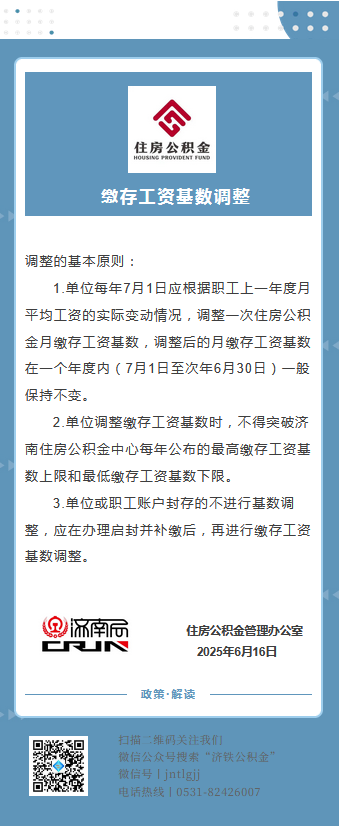 住房公积金
HOUSING PROVIDENT FUND
缴存工资基数调整
调整的基本原则：
1.单位每年7月1日应根据职工上一年度月
平均工资的实际变动情况，调整一次住房公积
金月缴存工资基数，调整后的月缴存工资基数
在一个年度内（7月1日至次年6月30日）一般
保持不变。
2.单位调整缴存工资基数时，不得突破济
南住房公积金中心每年公布的最高缴存工资基
数上限和最低缴存工资基数下限。
3.单位或职工账户封存的不进行基数调
整，应在办理启封并补缴后，再进行缴存工资
基数调整。
济南局
CRJN
住房公积金管理办公室
2025年6月16日
政策·解读
扫描二维码关注我们
微信公众号搜索“济铁公积金”
微信号丨jntlgjj
电话热线丨0531-82426007